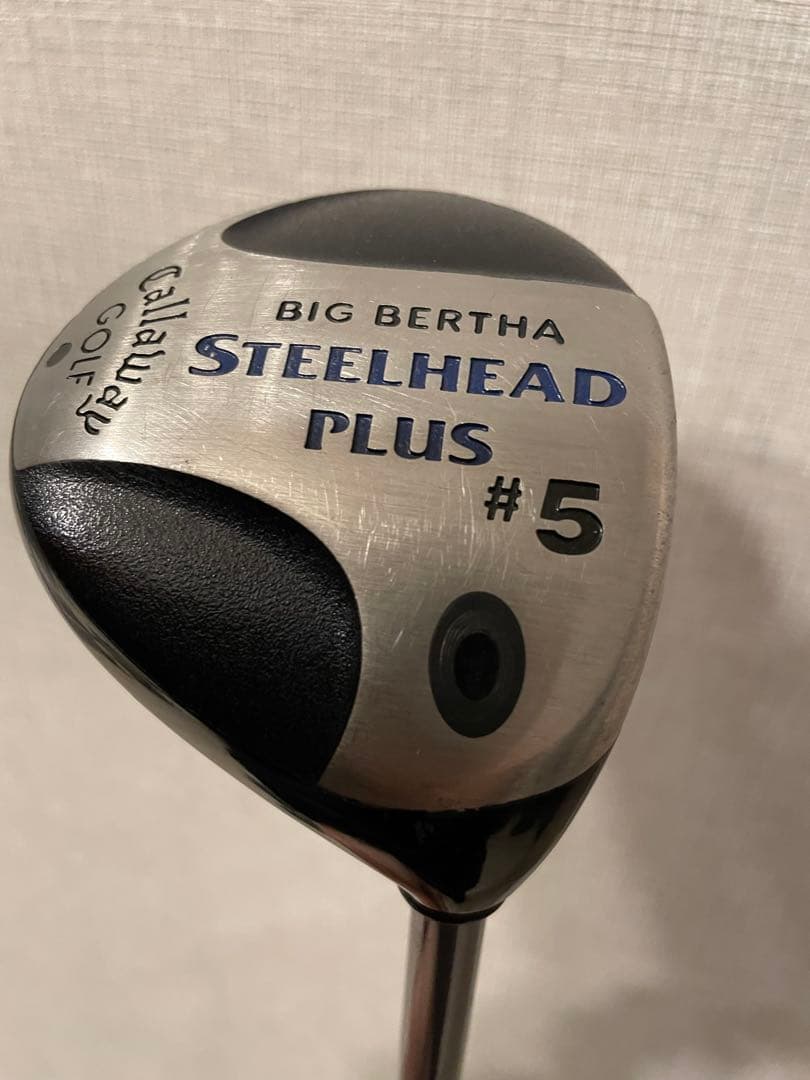 BIG BERTHA
STEELHEAD
PLUS
#5
Callaway
GOLF